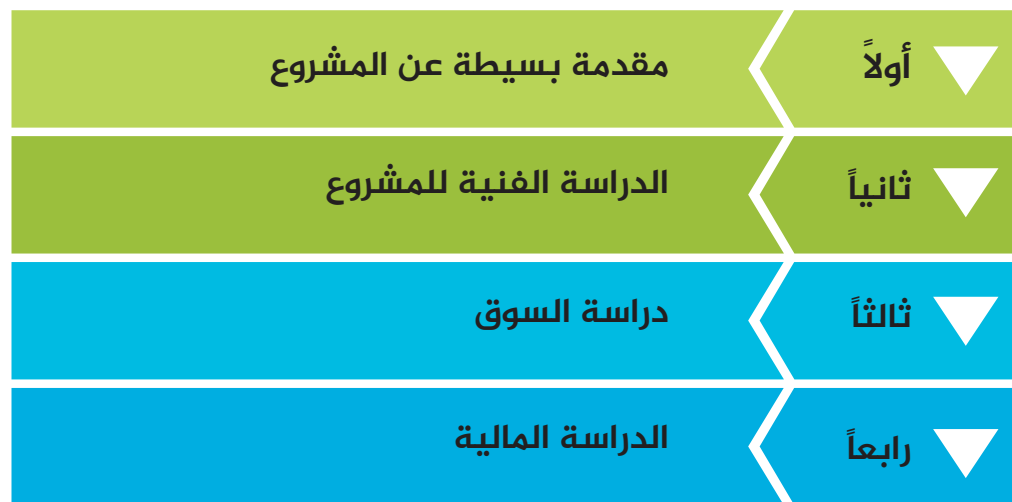 أولاً
مقدمة بسيطة عن المشروع
ثانياً
الدراسة الفنية للمشروع
ثالثاً
دراسة السوق
رابعاً
الدراسة المالية